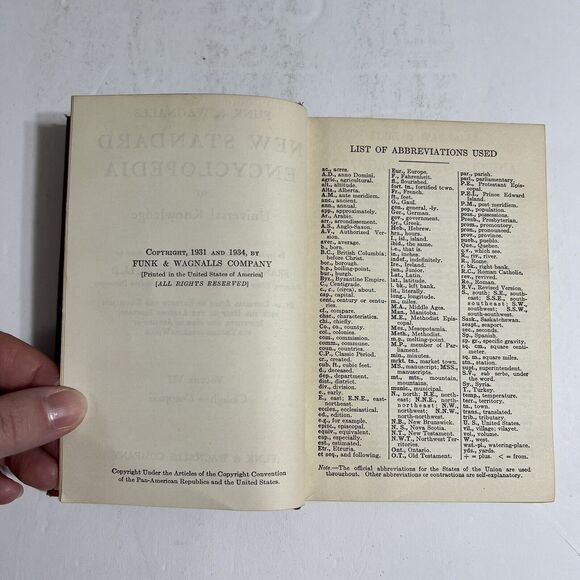 COPYRIGHT, 1931 AND 1934, BY
FUNK & WAGNALLS COMPANY
[Printed in the United States of America]
[ALL RIGHTS RESERVED]
Copyright Under the Articles of the Copyright Convention
of the Pan-American Republics and the United States.
LIST OF ABBREVIATIONS USED
ac., acres.
A.D., anno Domini.
agric., agricultural.
alt., altitude.
Alta., Alberta.
A.M., ante meridiem.
anc., ancient.
ann., annual.
app., approximately.
Ar., Arabic.
arr., arrondissement.
A.S., Anglo-Saxon.
A.V., Authorized Version.
aver., average.
b., born.
B.C., British Columbia;
before Christ.
bor., borough.
b.p., boiling-point.
bur., burgh.
Byz., Byzantine Empire.
C., Centigrade.
c., c. (circa), about.
cap., capital.
cent., century or centuries.
cf., compare.
char., characteristics.
chi., chiefly.
Co., co., county.
col., colonies.
com., commission.
comm., commune.
coun., countries.
C.P., Classic Period.
cr., created.
cub. ft., cubic feet.
d., deceased.
dep., department.
dist., district.
div., division.
e., early.
E., east; E.N.E., east-
northeast.
eccles., ecclesiastical.
ed., edition.
e.g., for example.
episc., episcopal.
equiv., equivalent.
esp., especially.
est., estimated.
Etr., Etruria.
et seq., and following.
Eur., Europe.
F., Fahrenheit.
fl., flourished.
fort. tn., fortified town.
Fr., French.
ft., feet.
G., Gaul.
gen., general, -ly.
Ger., German.
gov., government.
Gr., Greek.
Heb., Hebrew.
hrs., hours.
I., isl., island.
ibid., the same.
i.e., that is.
in., inches.
indef., indefinitely.
Ire., Ireland.
jun., Junior.
Lat., Latin.
lat., latitude.
l. bk., left bank.
lit., literally.
long., longitude.
m., miles.
M.A., Middle Ages.
Man., Manitoba.
M.E., Methodist Episcopal.
Mes., Mesopotamia.
Meth., Methodist.
m.p., melting-point.
M.P., member of Parliament.
min., minutes.
mrkt. tn., market town.
MS., manuscript; MSS.,
manuscripts.
mt., mts., mountain,
mountains.
munic., municipal.
N., north; N.E., north-
east; N.N.E., north-
northeast; N.W.,
northwest; N.N.W.,
north-northwest.
N.B., New Brunswick.
N. S., Nova Scotia.
N.T., New Testament.
N.W.T., Northwest Territories.
Ont., Ontario.
O.T., Old Testament.
par., parish.
parl., parliamentary.
P.E., Protestant Episcopal.
P.E.I., Prince Edward
Island.
P.M., post meridiem.
pop., population.
poss., possessions.
Presb., Presbyterian.
prom., promontory.
pron., pronounced.
prov., province.
pueb., pueblo.
Que., Quebec.
q.v., which see.
R., riv., river.
R., Rome.
r. bk., right bank.
R.C., Roman Catholic.
rev., revised.
Ro., Roman.
R.V., Revised Version.
S., south; S.E., south-
east; S.S.E., south-
southeast; S.W.,
southwest; S.S.W.,
south-southwest.
Sask., Saskatchewan.
seaprt., seaport.
sec., seconds.
Sp., Spanish.
sp. gr., specific gravity.
sq. cm., square centimeter.
sq. m., square miles.
stn., station.
supt., superintendent.
S.V., sub verbo, under
the word.
Sy., Syria.
T., Turkey.
temp., temperature.
terr., territory.
tn., ts., town.
trans., translated.
trib., tributary.
U. S., United States.
vil., village; vilayet.
vol., volume.
W., west.
wat.-pl., watering-place.
yds., yards.
+ = plus. < = from.
Note.—The official abbreviations for the States of the Union are used
throughout. Other abbreviations or contractions are self-explanatory.